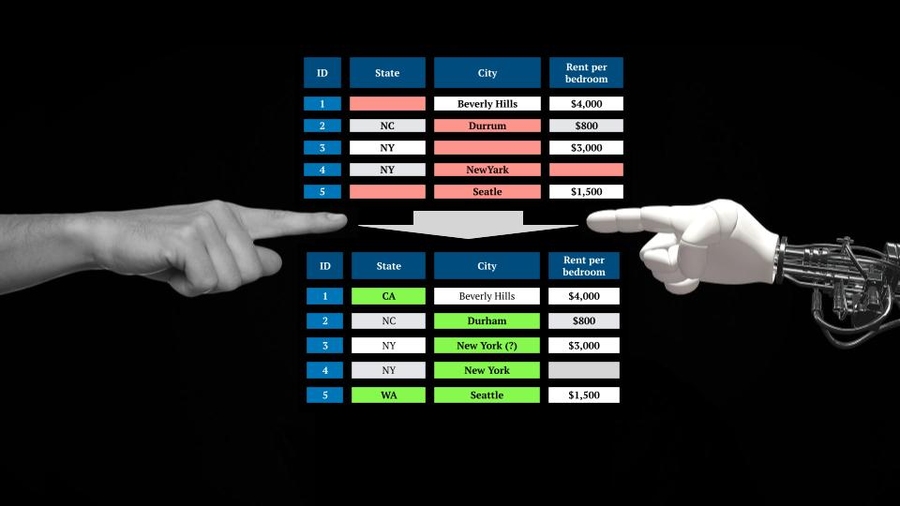 ID State City Rent per
bedroom
1 Beverly Hills $4,000
2 NC Durrum $800
3 NY $3,000
4 NY NewYark
5 Seatle $1,500
ID State City Rent per
bedroom
1 CA Beverly Hills $4,000
2 NC Durham $800
3 NY New York (?) $3,000
4 NY New York
5 WA Seattle $1,500